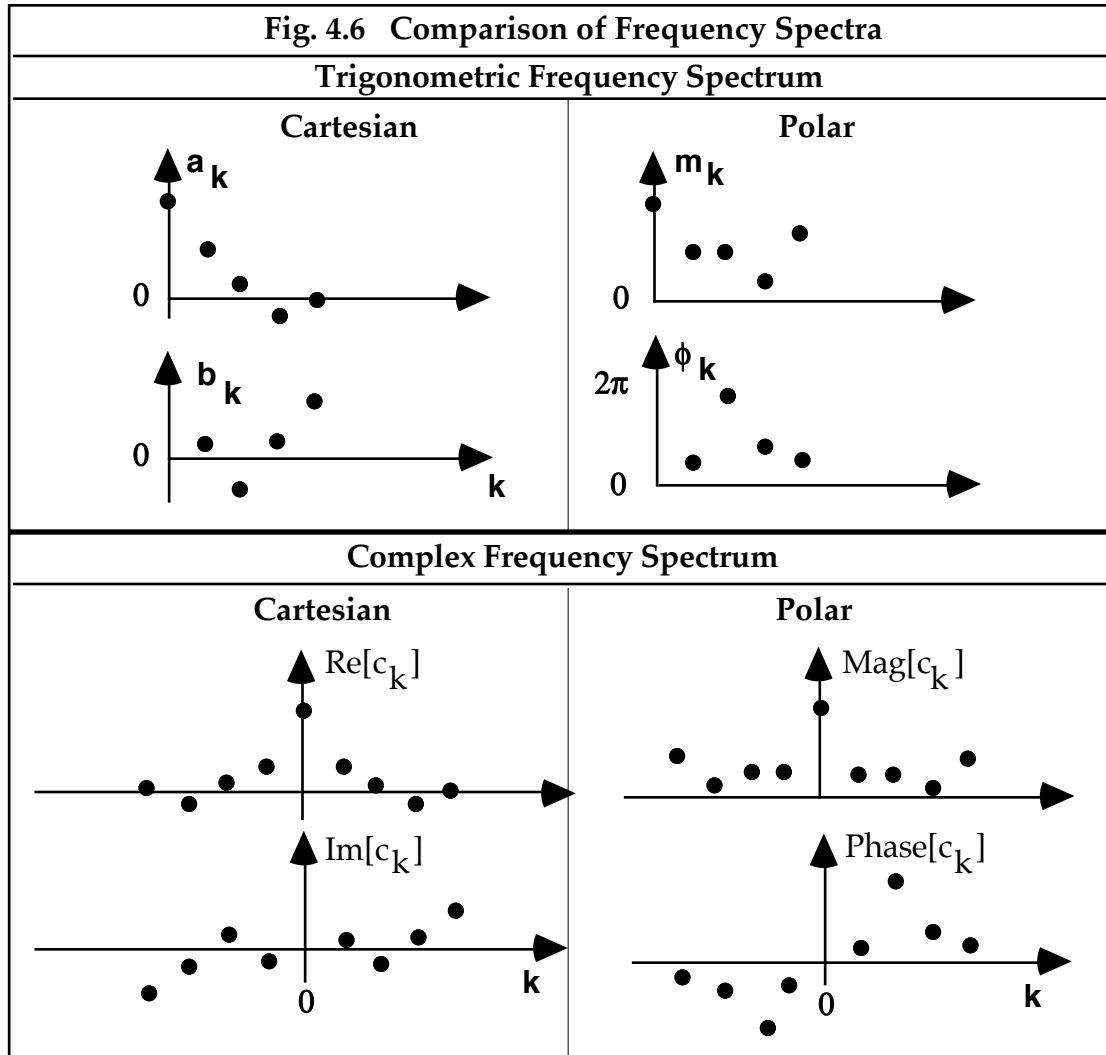 Fig. 4.6 Comparison of Frequency Spectra
Trigonometric Frequency Spectrum
Cartesian
a k
0
b k
0
k
Polar
m k
0
ϕ k
2π
0
Complex Frequency Spectrum
Cartesian
Re[c k]
Im[c k]
0
k
Polar
Mag[c k]
Phase[c k]
0
k